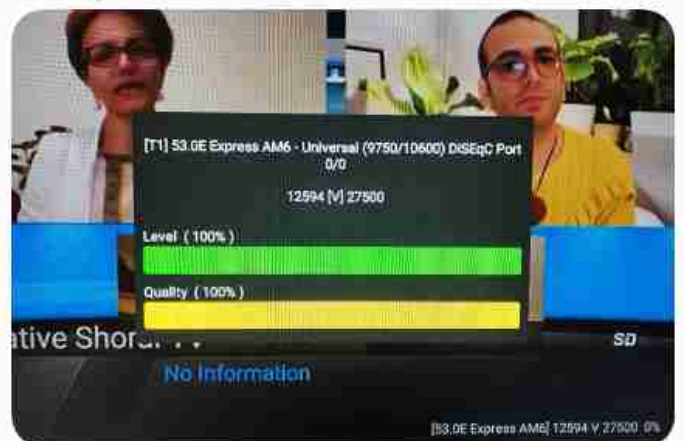 [T1] 53.0E Express AM6 - Universal (9750/10600) DiSEqC Port
0/0
12594 [V] 27500
Level ( 100% )
Quality ( 100% )
ative Shora
SD
No Information
[53.0E Express AM6] 12594 V 27500 0%